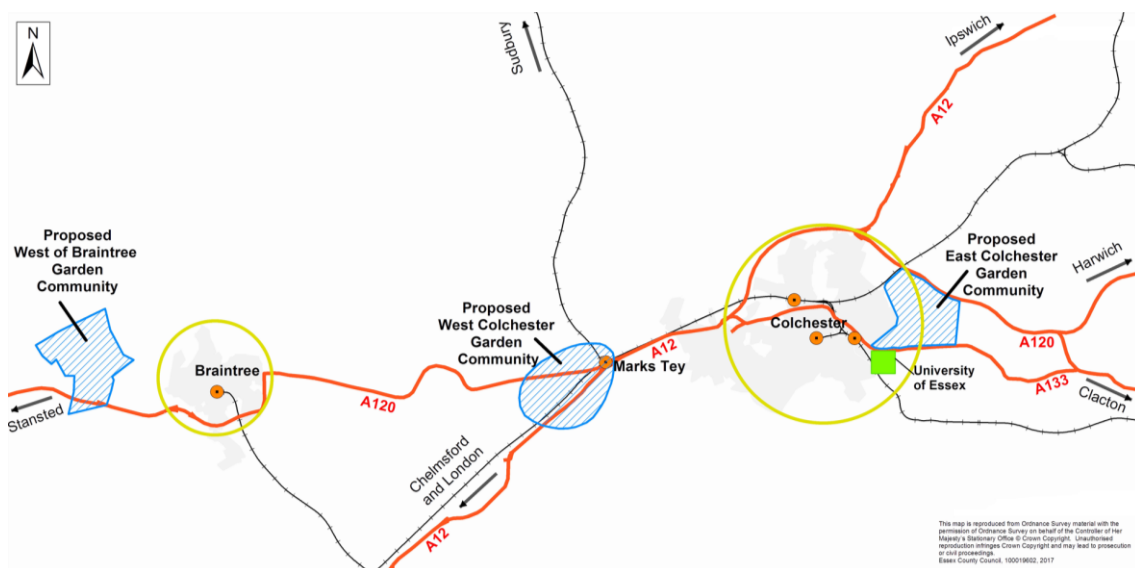 N
Sudbury
Ipswich
A12
Proposed
West of Braintree
Garden
Community
Proposed
East Colchester
Garden
Community
Harwich
Proposed
West Colchester
Garden
Community
Colchester
A12
Marks Tey
Braintree
A120
University
of Essex
A120
A133
Clacton
Stansted
A120
Chelmsford
and London
A12
This map is reproduced from Ordnance Survey material with the
permission of Ordnance Survey on behalf of the Controller of Her
Majesty's Stationary Office © Crown Copyright. Unauthorised
reproduction infringes Crown Copyright and may lead to prosecution
or civil proceedings.
Essex County Council, 100019602, 2017